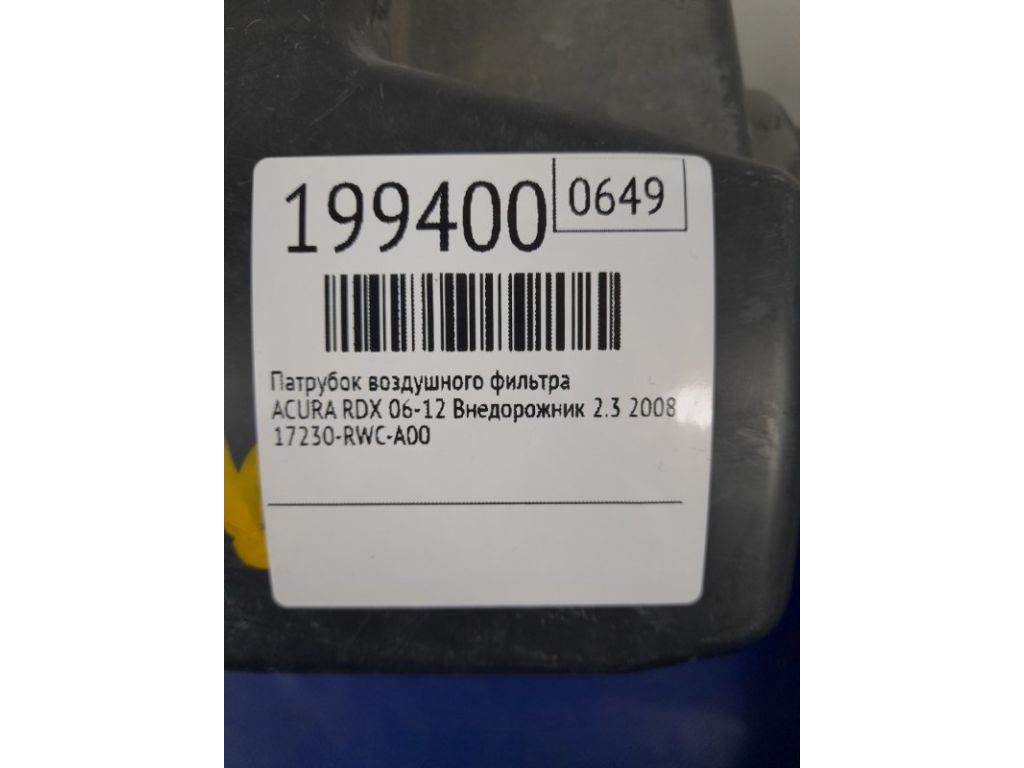 199400
0649
Патрубок воздушного фильтра
ACURA RDX 06-12 Внедорожник 2.3 2008
17230-RWC-A00